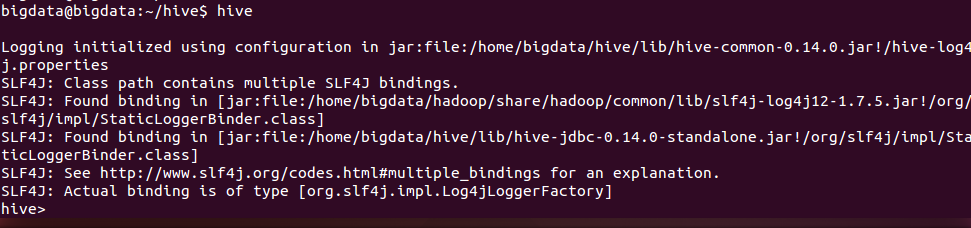 bigdata@bigdata:~/hive$ hive
Logging initialized using configuration in jar:file:/home/bigdata/hive/lib/hive-common-0.14.0.jar!/hive-log4
j.properties
SLF4J: Class path contains multiple SLF4J bindings.
SLF4J: Found binding in [jar:file:/home/bigdata/hadoop/share/hadoop/common/lib/slf4j-log4j12-1.7.5.jar!/org/
slf4j/impl/StaticLoggerBinder.class]
SLF4J: Found binding in [jar:file:/home/bigdata/hive/lib/hive-jdbc-0.14.0-standalone.jar!/org/slf4j/impl/Sta
ticLoggerBinder.class]
SLF4J: See http://www.slf4j.org/codes.html#multiple_bindings for an explanation.
SLF4J: Actual binding is of type [org.slf4j.impl.Log4jLoggerFactory]
hive>